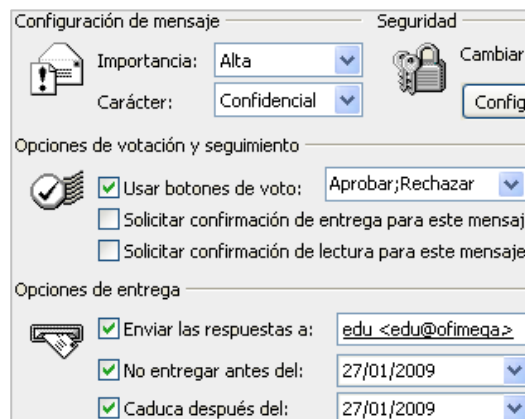 Configuración de mensaje Seguridad
Importancia: Alta Cambiar
Carácter: Confidencial Config
Opciones de votación y seguimiento
Usar botones de voto: Aprobar;Rechazar
Solicitar confirmación de entrega para este mensaj
Solicitar confirmación de lectura para este mensaje
Opciones de entrega
Enviar las respuestas a: edu <edu@ofimega.>
No entregar antes del: 27/01/2009
Caduca después del: 27/01/2009